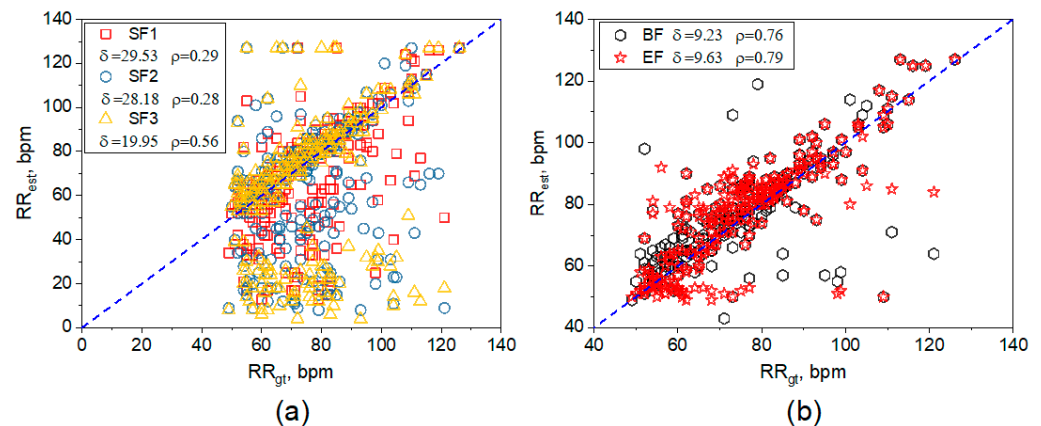 SF1
δ=29.53 ρ=0.29
SF2
δ=28.18 ρ=0.28
SF3
δ=19.95 ρ=0.56
140
120
100
80
60
40
20
0
0 20 40 60 80 100 120 140
RRest, bpm
RRgt, bpm
(a)
BF δ=9.23 ρ=0.76
EF δ=9.63 ρ=0.79
140
120
100
80
60
40
40 60 80 100 120 140
RRest, bpm
RRgt, bpm
(b)